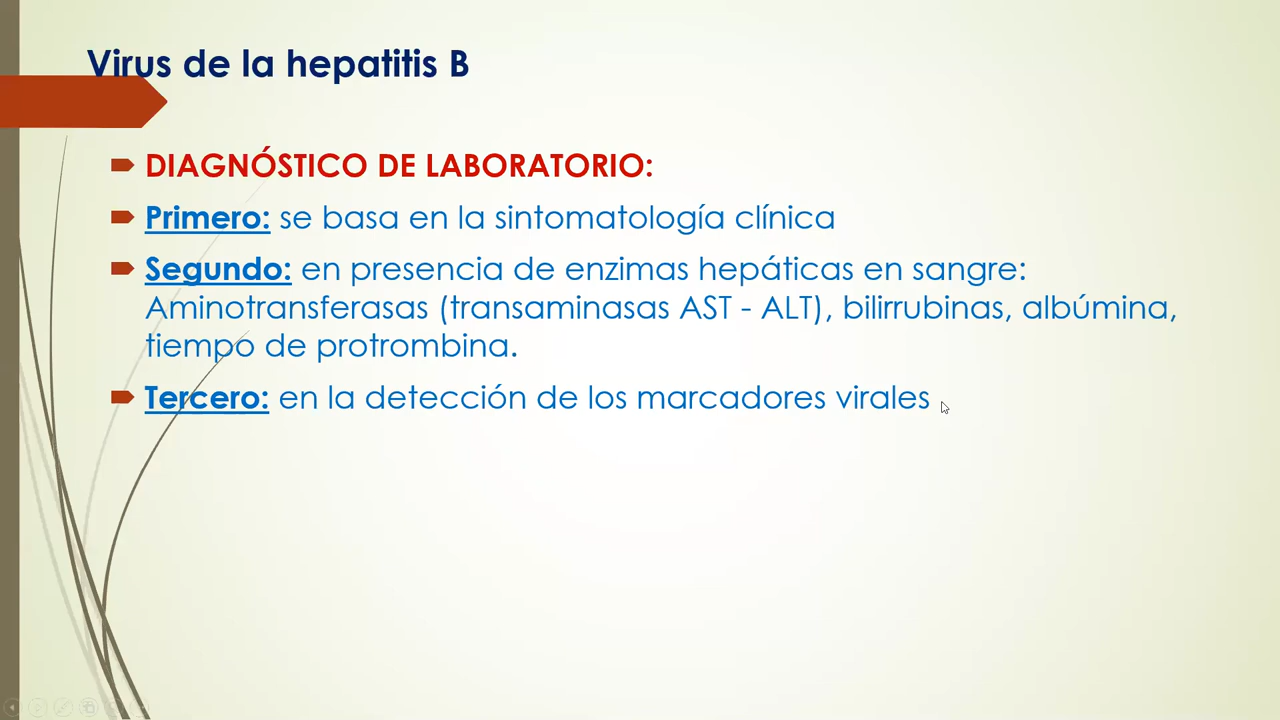 Virus de la hepatitis B
DIAGNÓSTICO DE LABORATORIO:
Primero: se basa en la sintomatología clínica
Segundo: en presencia de enzimas hepáticas en sangre:
Aminotransferasas (transaminasas AST - ALT), bilirrubinas, albúmina,
tiempo de protrombina.
Tercero: en la detección de los marcadores virales